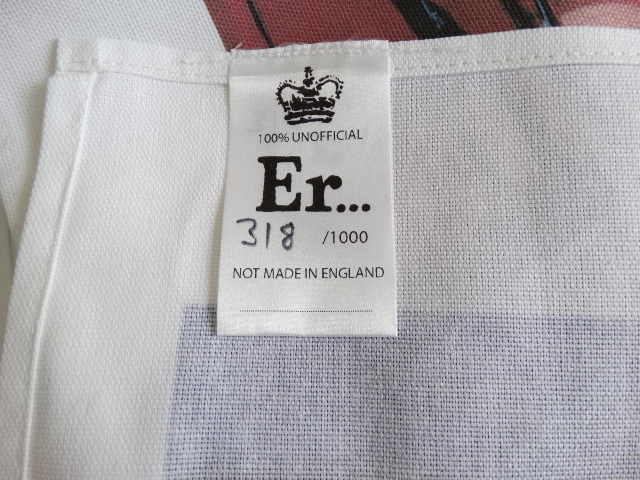 100% UNOFFICIAL
Er...
318 /1000
NOT MADE IN ENGLAND